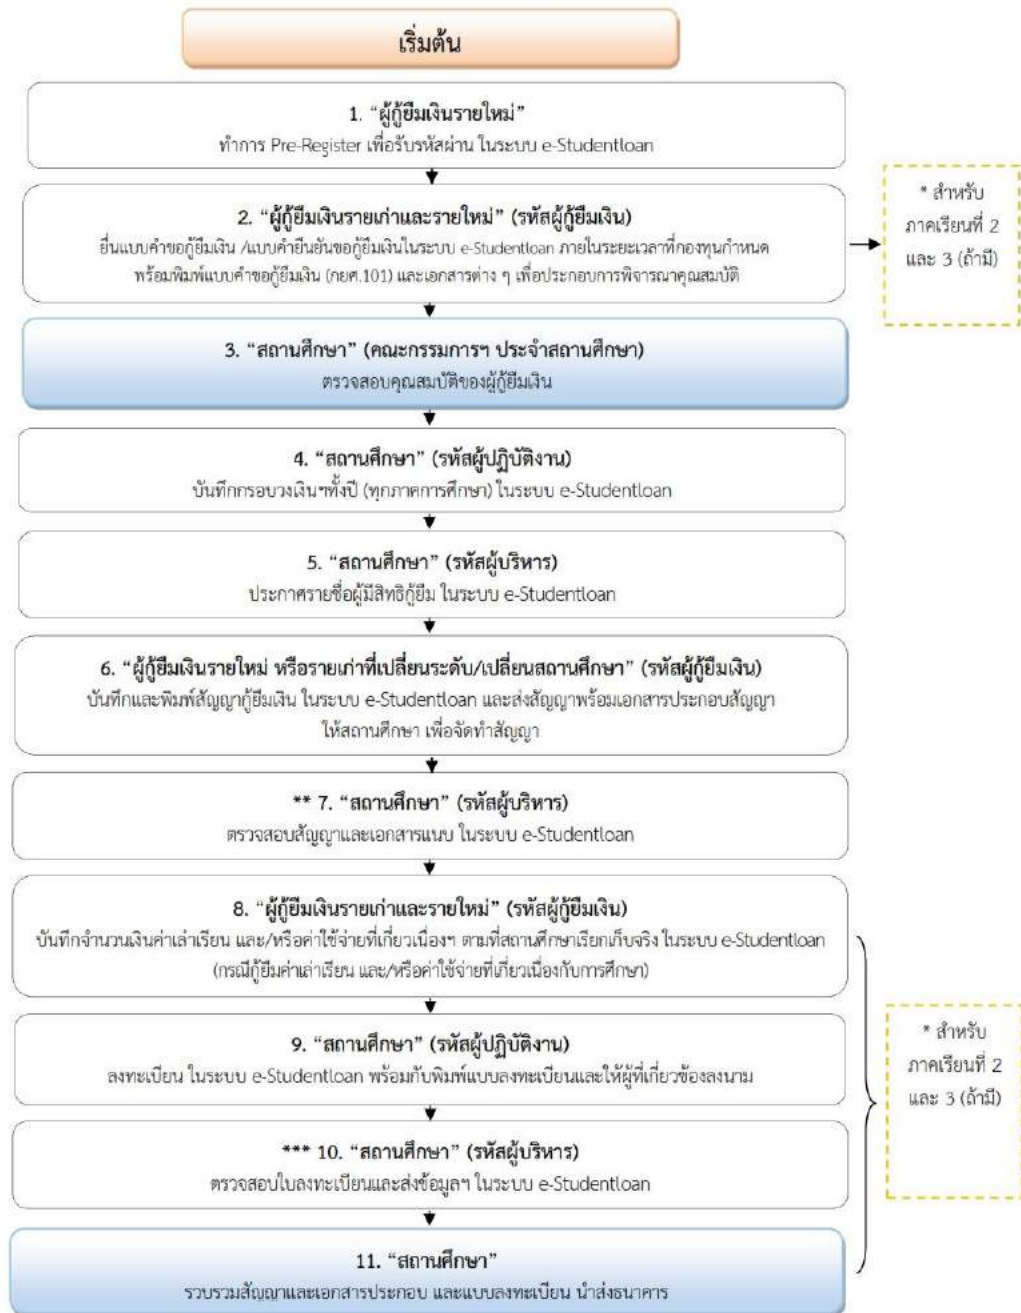 เริ่มต้น
1. “ผู้กู้ยืมเงินรายใหม่”
ทำการ Pre-Register เพื่อรับรหัสผ่าน ในระบบ e-Studentloan
2. “ผู้กู้ยืมเงินรายเก่าและรายใหม่” (รหัสผู้กู้ยืมเงิน)
ยื่นแบบคำขอกู้ยืมเงิน /แบบคำยืนยันขอกู้ยืมเงินในระบบ e-Studentloan ภายในระยะเวลาที่กองทุนกำหนด
พร้อมพิมพ์แบบคำขอกู้ยืมเงิน (กยศ.101) และเอกสารต่าง ๆ เพื่อประกอบการพิจารณาคุณสมบัติ
* สำหรับ
ภาคเรียนที่ 2
และ 3 (ถ้ามี)
3. “สถานศึกษา” (คณะกรรมการฯ ประจำสถานศึกษา)
ตรวจสอบคุณสมบัติของผู้กู้ยืมเงิน
4. “สถานศึกษา” (รหัสผู้ปฏิบัติงาน)
บันทึกกรอบวงเงินฯทั้งปี (ทุกภาคการศึกษา) ในระบบ e-Studentloan
5. “สถานศึกษา” (รหัสผู้บริหาร)
ประกาศรายชื่อผู้มีสิทธิกู้ยืม ในระบบ e-Studentloan
6. “ผู้กู้ยืมเงินรายใหม่ หรือรายเก่าที่เปลี่ยนระดับ/เปลี่ยนสถานศึกษา” (รหัสผู้กู้ยืมเงิน)
บันทึกและพิมพ์สัญญากู้ยืมเงิน ในระบบ e-Studentloan และส่งสัญญาพร้อมเอกสารประกอบสัญญา
ให้สถานศึกษา เพื่อจัดทำสัญญา
** 7. “สถานศึกษา” (รหัสผู้บริหาร)
ตรวจสอบสัญญาและเอกสารแนบ ในระบบ e-Studentloan
8. “ผู้กู้ยืมเงินรายเก่าและรายใหม่” (รหัสผู้กู้ยืมเงิน)
บันทึกจำนวนเงินค่าเล่าเรียน และ/หรือค่าใช้จ่ายที่เกี่ยวเนื่องฯ ตามที่สถานศึกษาเรียกเก็บจริง ในระบบ e-Studentloan
(กรณีกู้ยืมค่าเล่าเรียน และ/หรือค่าใช้จ่ายที่เกี่ยวเนื่องกับการศึกษา)
9. “สถานศึกษา” (รหัสผู้ปฏิบัติงาน)
ลงทะเบียน ในระบบ e-Studentloan พร้อมกับพิมพ์แบบลงทะเบียนและให้ผู้ที่เกี่ยวข้องลงนาม
* สำหรับ
ภาคเรียนที่ 2
และ 3 (ถ้ามี)
*** 10. “สถานศึกษา” (รหัสผู้บริหาร)
ตรวจสอบใบลงทะเบียนและส่งข้อมูลฯ ในระบบ e-Studentloan
11. “สถานศึกษา”
รวบรวมสัญญาและเอกสารประกอบ และแบบลงทะเบียน นำส่งธนาคาร